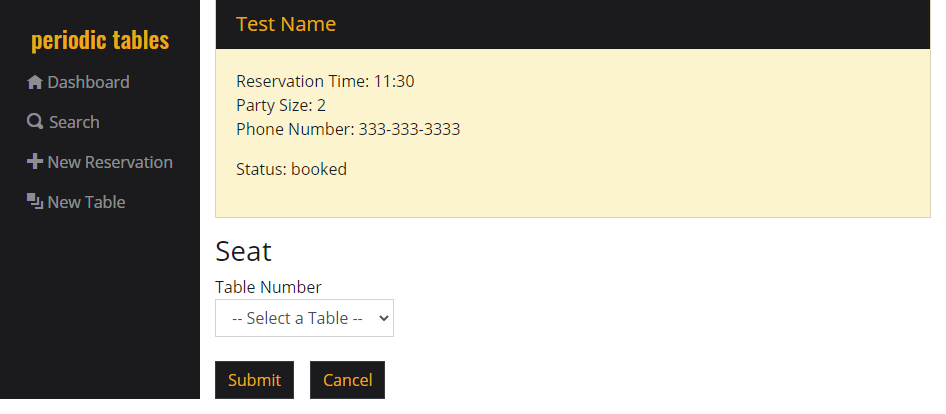 periodic tables
Dashboard
Search
New Reservation
New Table
Test Name
Reservation Time: 11:30
Party Size: 2
Phone Number: 333-333-3333
Status: booked
Seat
Table Number
-- Select a Table --
Submit
Cancel